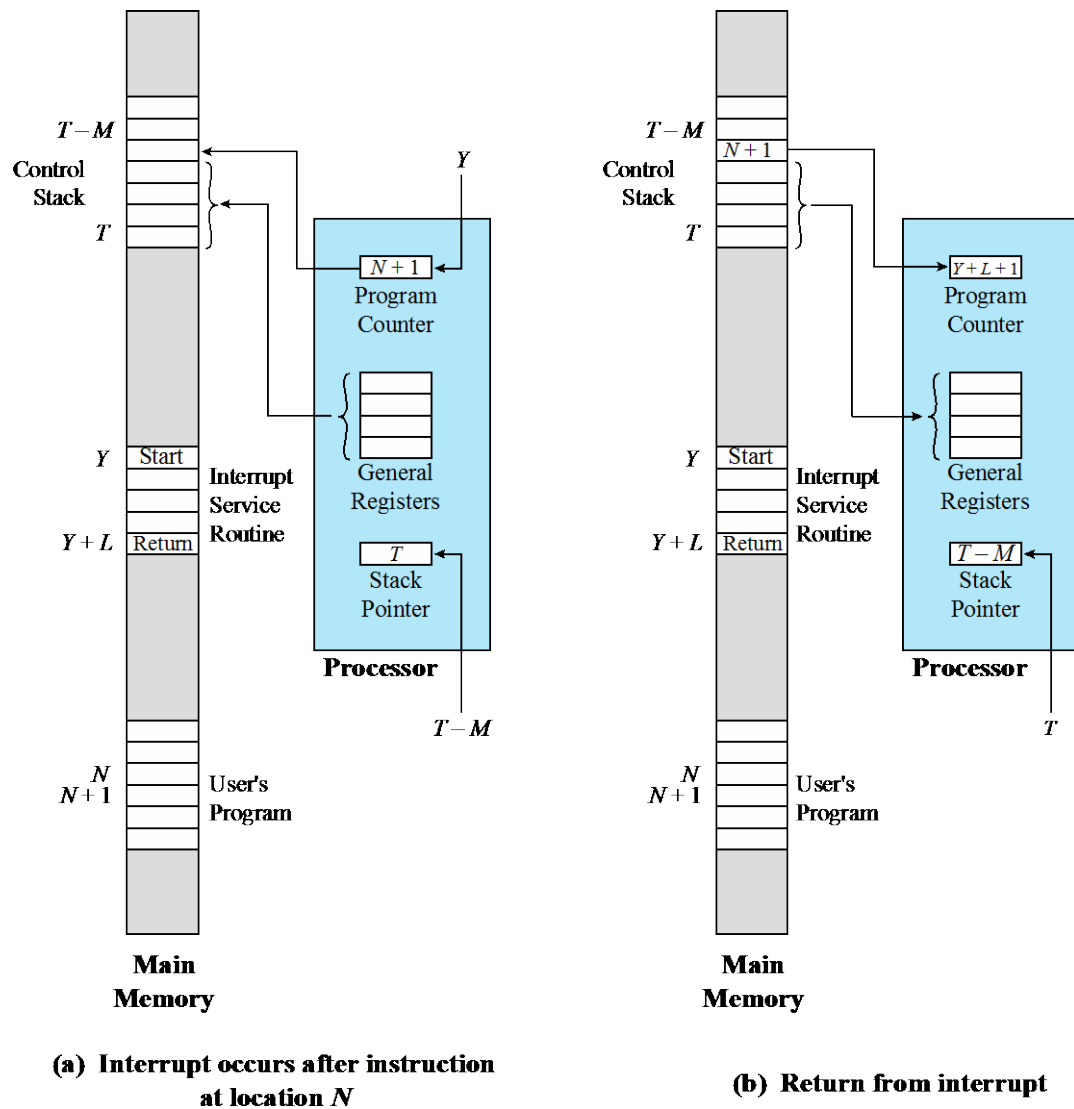 T – M
Control
Stack
T
Y
N + 1
Program
Counter
General
Registers
Y
Start
Interrupt
Service
Routine
Y + L
Return
T
Stack
Pointer
Processor
T – M
N
N + 1
User's
Program
Main
Memory
(a) Interrupt occurs after instruction
at location N
T – M
N + 1
Control
Stack
T
Y + L + 1
Program
Counter
General
Registers
Y
Start
Interrupt
Service
Routine
Y + L
Return
T – M
Stack
Pointer
Processor
T
N
N + 1
User's
Program
Main
Memory
(b) Return from interrupt